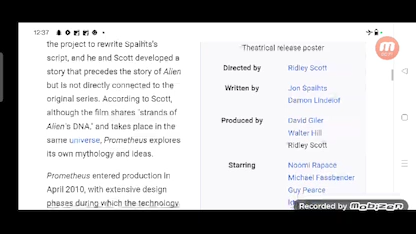 12:37
the project to rewrite Spaihts's
script, and he and Scott developed a
story that precedes the story of Alien
but is not directly connected to the
original series. According to Scott,
although the film shares "strands of
Alien's DNA," and takes place in the
same universe, Prometheus explores
its own mythology and ideas.
Prometheus entered production in
April 2010, with extensive design
phases during which the technology
Theatrical release poster
Directed by Ridley Scott
Written by Jon Spaihts
Damon Lindelof
Produced by David Giler
Walter Hill
Ridley Scott
Starring Noomi Rapace
Michael Fassbender
Guy Pearce
Recorded by Mobizen